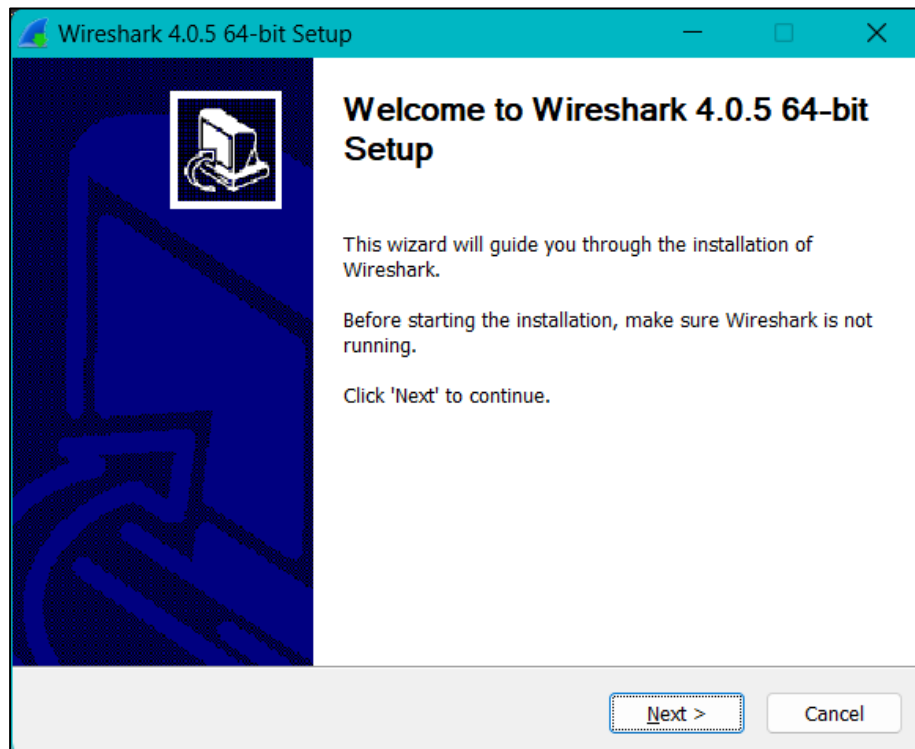 Wireshark 4.0.5 64-bit Setup
Welcome to Wireshark 4.0.5 64-bit
Setup
This wizard will guide you through the installation of
Wireshark.
Before starting the installation, make sure Wireshark is not
running.
Click 'Next' to continue.
Next >
Cancel